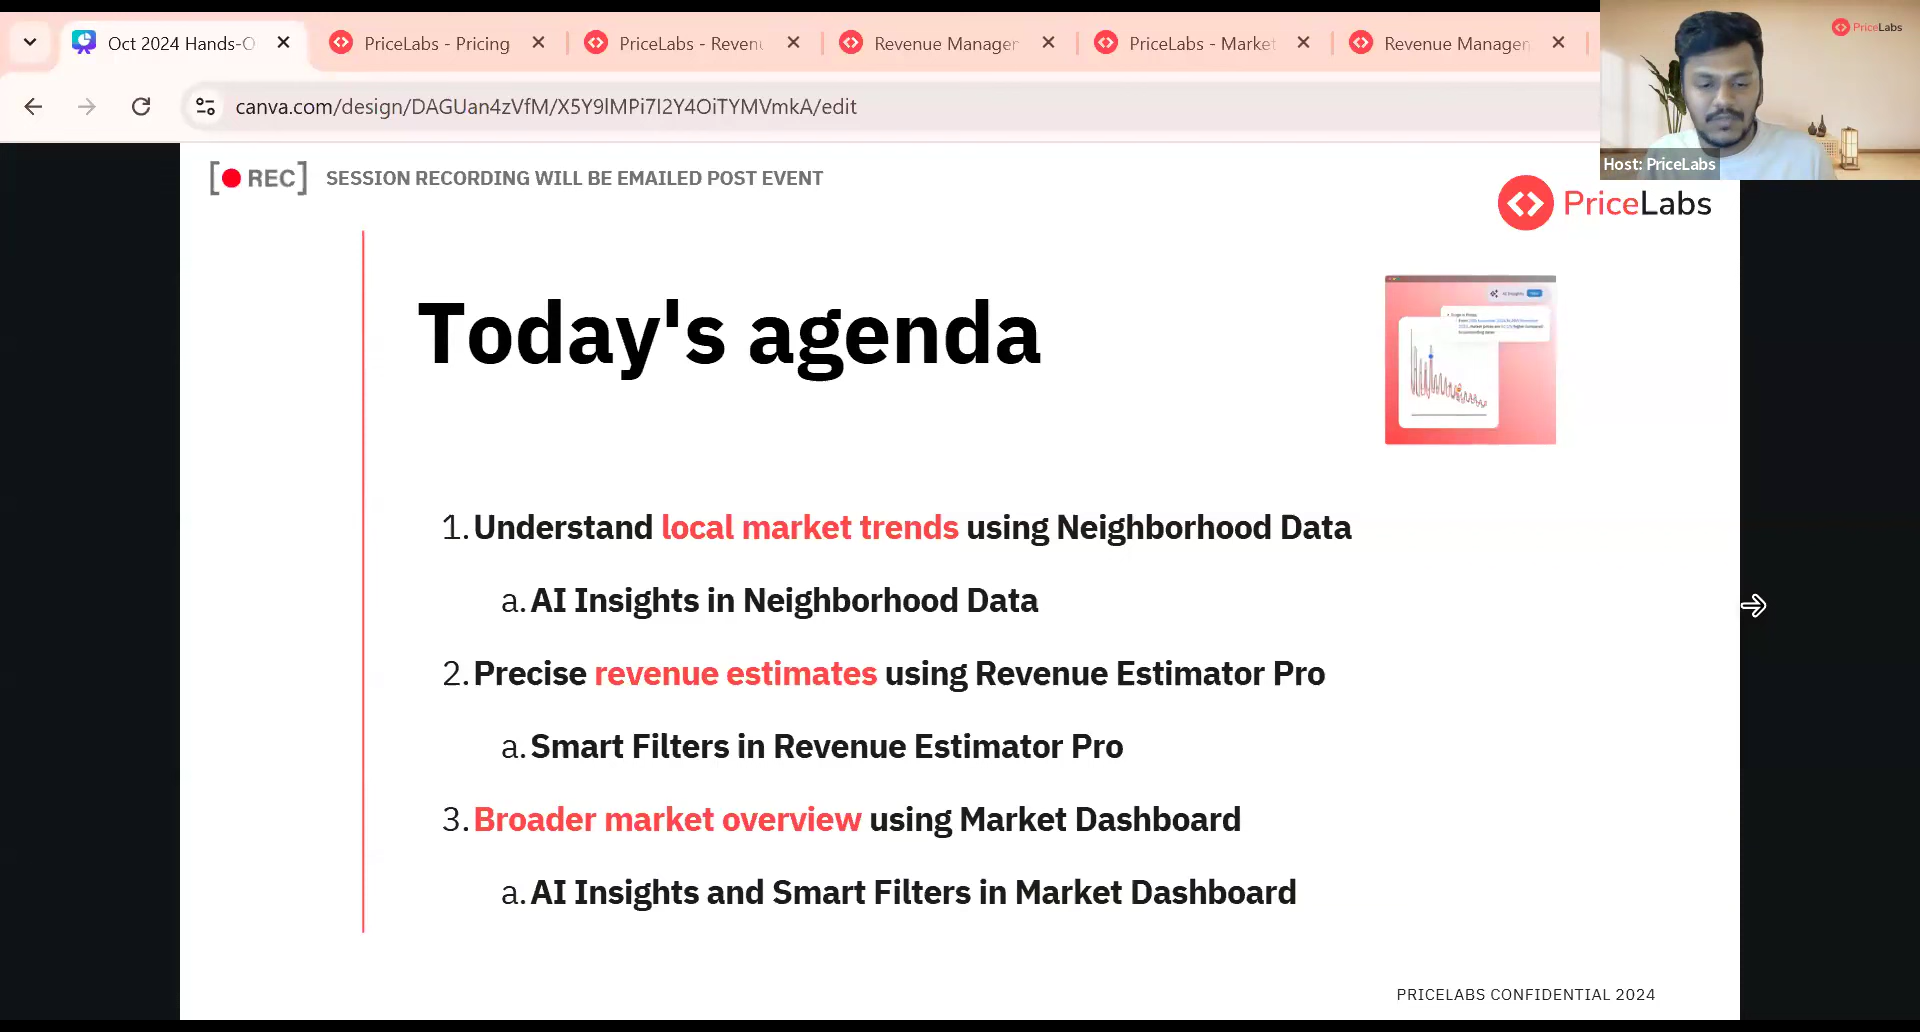 Oct 2024 Hands-O
PriceLabs - Pricing
PriceLabs - Revenu
Revenue Manager
PriceLabs - Market
Revenue Managem
PriceLabs
canva.com/design/DAGUan4zVfM/X5Y9lMPi7I2Y4OiTYMVmkA/edit
Host: PriceLabs
[REC] SESSION RECORDING WILL BE EMAILED POST EVENT
PriceLabs
Today's agenda
AI Insights
1. Understand local market trends using Neighborhood Data
a. AI Insights in Neighborhood Data
2. Precise revenue estimates using Revenue Estimator Pro
a. Smart Filters in Revenue Estimator Pro
3. Broader market overview using Market Dashboard
a. AI Insights and Smart Filters in Market Dashboard
PRICELABS CONFIDENTIAL 2024